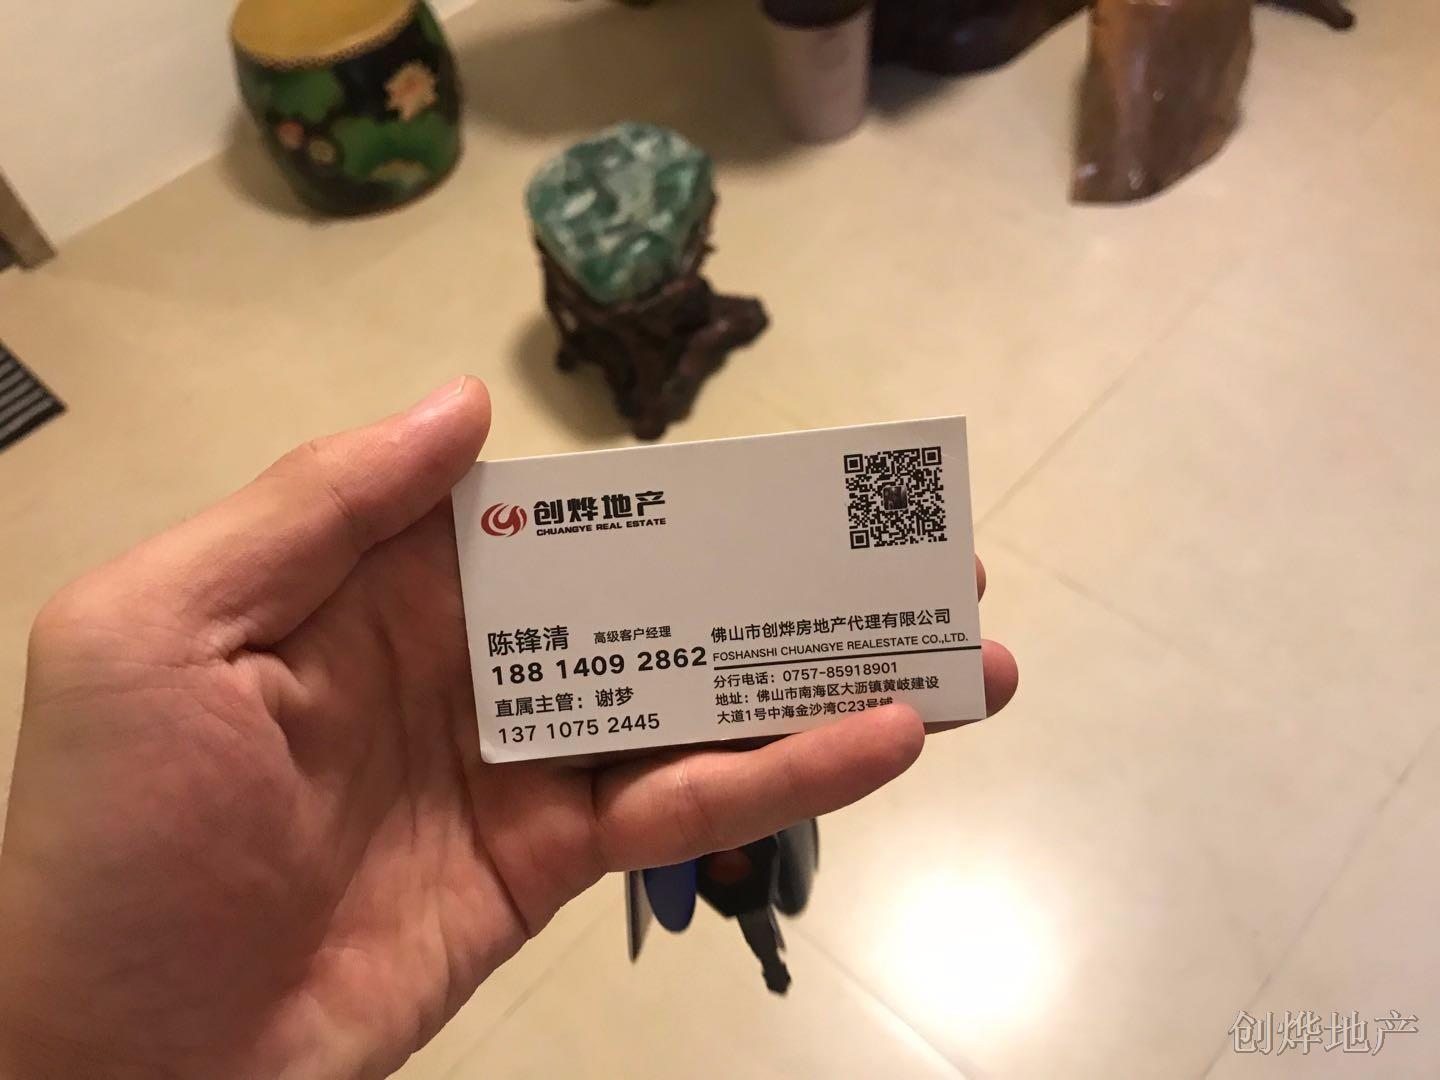 创烨地产
CHUANGYE REAL ESTATE
陈锋清 高级客户经理
188 1409 2862
直属主管：谢梦
137 1075 2445
佛山市创烨房地产代理有限公司
FOSHANSHI CHUANGYE REALESTATE CO.,LTD.
分行电话：0757-85918901
地址：佛山市南海区大沥镇黄岐建设
大道1号中海金沙湾C23号铺
创烨地产